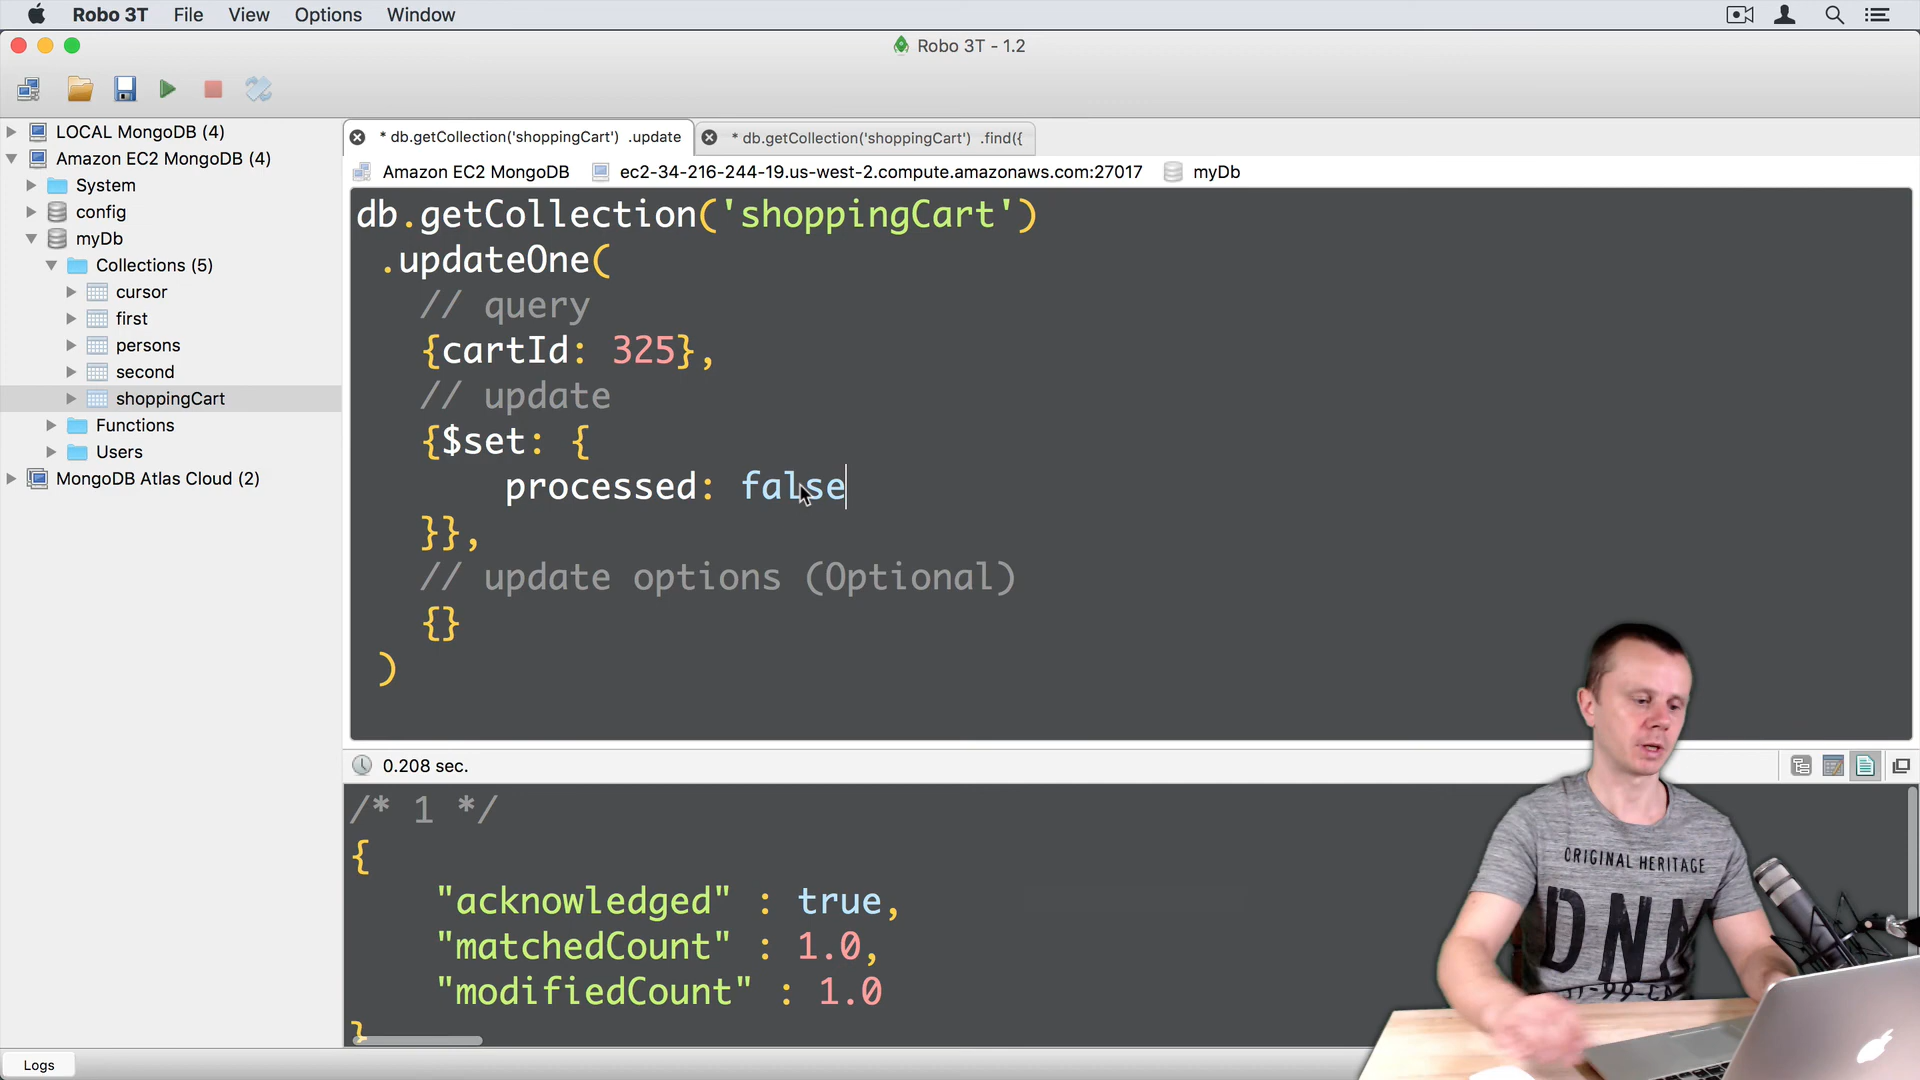 Robo 3T File View Options Window
Robo 3T - 1.2
LOCAL MongoDB (4)
Amazon EC2 MongoDB (4)
System
config
myDb
Collections (5)
cursor
first
persons
second
shoppingCart
Functions
Users
MongoDB Atlas Cloud (2)
* db.getCollection('shoppingCart') .update
* db.getCollection('shoppingCart') .find({
Amazon EC2 MongoDB ec2-34-216-244-19.us-west-2.compute.amazonaws.com:27017 myDb
db.getCollection('shoppingCart')
.updateOne(
// query
{cartId: 325},
// update
{$set: {
processed: false
}},
// update options (Optional)
{}
)
0.208 sec.
/* 1 */
{
"acknowledged" : true,
"matchedCount" : 1.0,
"modifiedCount" : 1.0
}
ORIGINAL HERITAGE
Logs